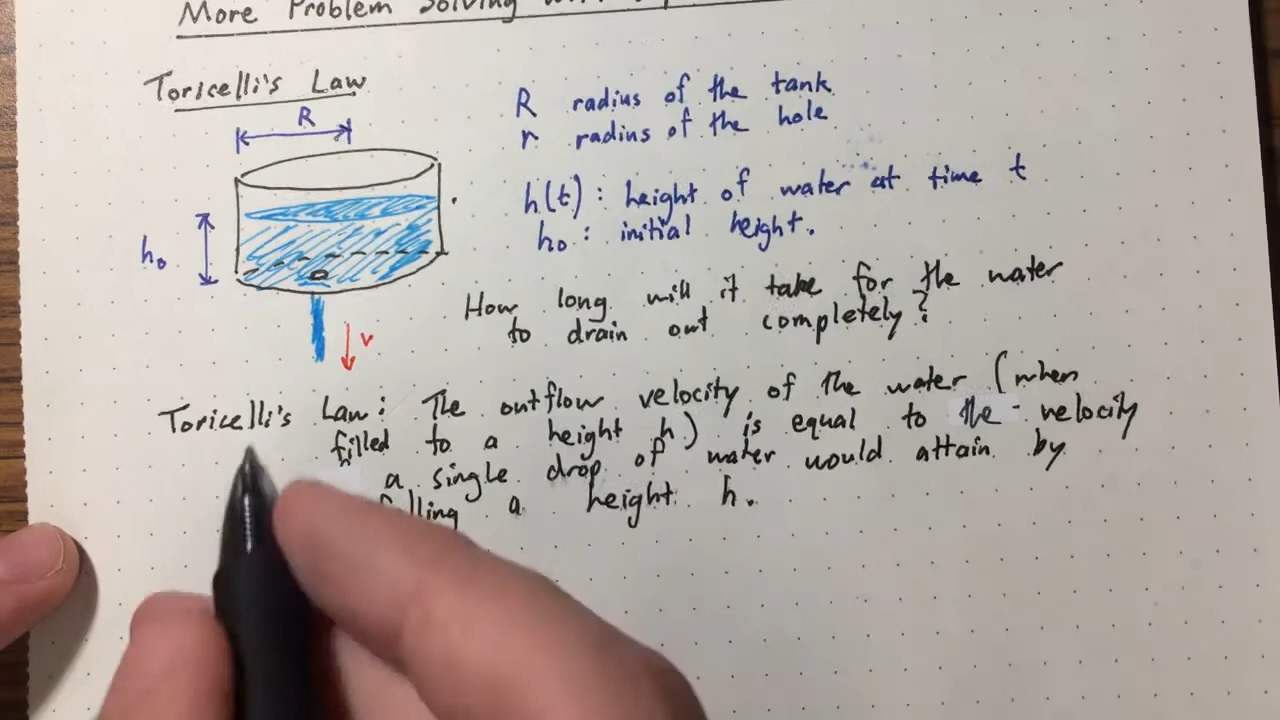 More Problem Solving
Toricelli's Law
R
R radius of the tank
r radius of the hole
h(t) : height of water at time t
h₀ : initial height.
h₀
How long will it take for the water
to drain out completely?
v
Toricelli's Law : The outflow velocity of the water (when
filled to a height h) is equal to the velocity
a single drop of water would attain by
a height h.